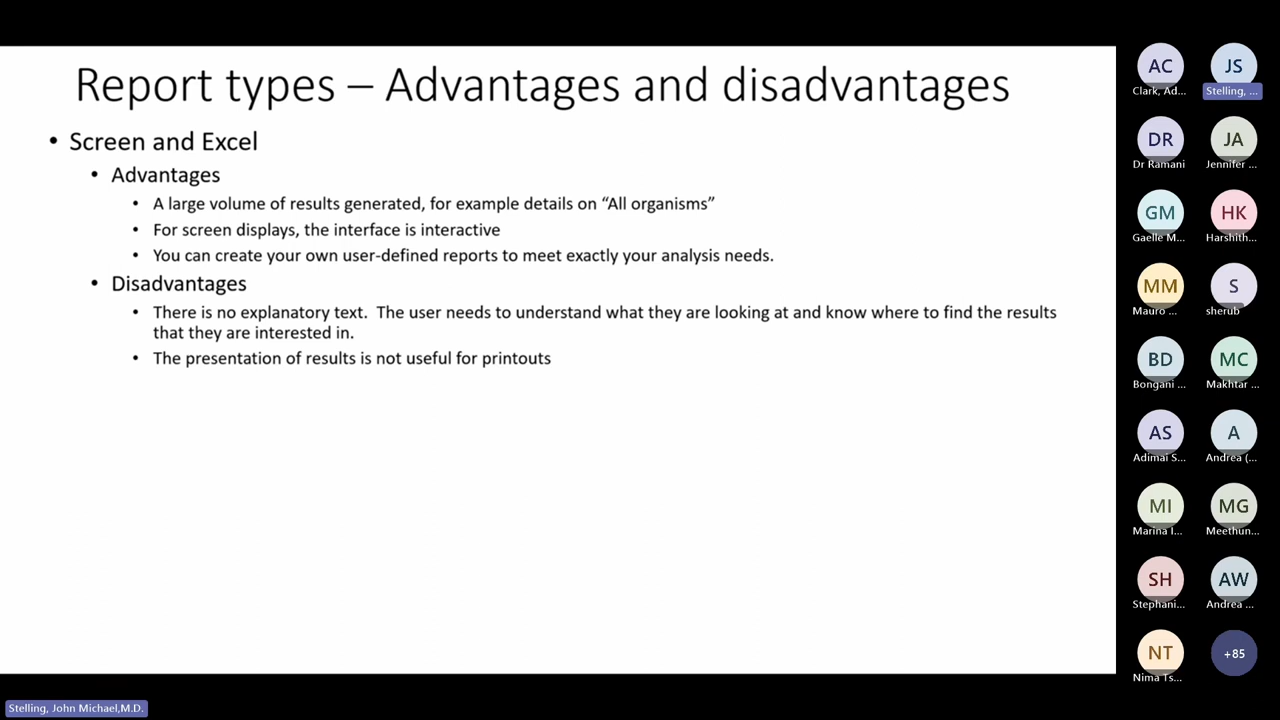 Report types – Advantages and disadvantages
• Screen and Excel
• Advantages
• A large volume of results generated, for example details on “All organisms”
• For screen displays, the interface is interactive
• You can create your own user-defined reports to meet exactly your analysis needs.
• Disadvantages
• There is no explanatory text.  The user needs to understand what they are looking at and know where to find the results
that they are interested in.
• The presentation of results is not useful for printouts
AC
Clark, Ad...
JS
Stelling, ...
DR
Dr Ramani
JA
Jennifer ...
GM
Gaelle M...
HK
Harshith...
MM
Mauro ...
S
sherub
BD
Bongani ...
MC
Makhtar ...
AS
Adimai S...
A
Andrea (...
MI
Marina I...
MG
Meethun...
SH
Stephani...
AW
Andrea ...
NT
Nima Ts...
+85
Stelling, John Michael,M.D.